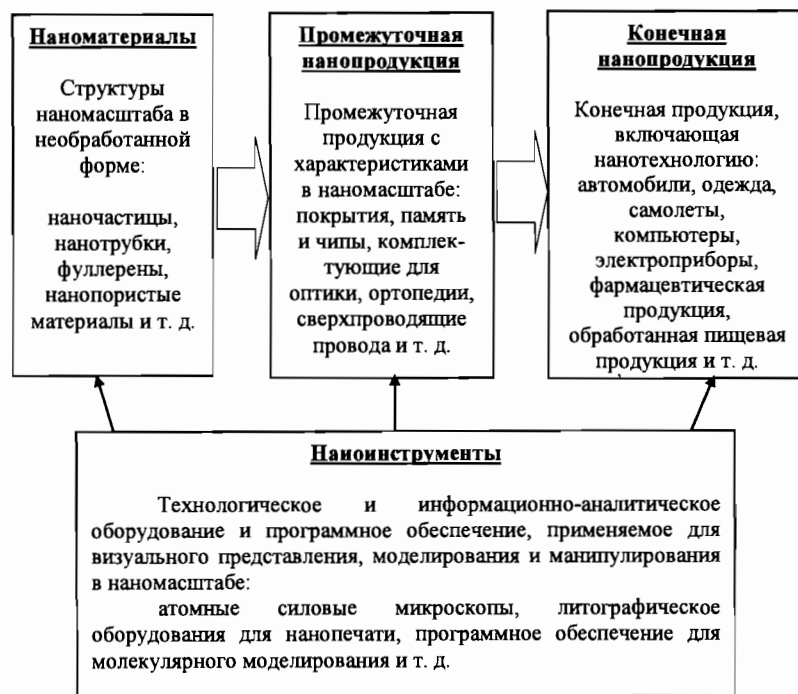 Наноматериалы
Структуры
наномасштаба в
необработанной
форме:
наночастицы,
нанотрубки,
фуллерены,
нанопористые
материалы и т. д.
Промежуточная
нанопродукция
Промежуточная
продукция с
характеристиками
в наномасштабе:
покрытия, память
и чипы, комплек-
тующие для
оптики, ортопедии,
сверхпроводящие
провода и т. д.
Конечная
нанопродукция
Конечная продукция,
включающая
нанотехнологию:
автомобили, одежда,
самолеты,
компьютеры,
электроприборы,
фармацевтическая
продукция,
обработанная пищевая
продукция и т. д.
Наноинструменты
Технологическое и информационно-аналитическое
оборудование и программное обеспечение, применяемое для
визуального представления, моделирования и манипулирования
в наномасштабе:
атомные силовые микроскопы, литографическое
оборудования для нанопечати, программное обеспечение для
молекулярного моделирования и т. д.